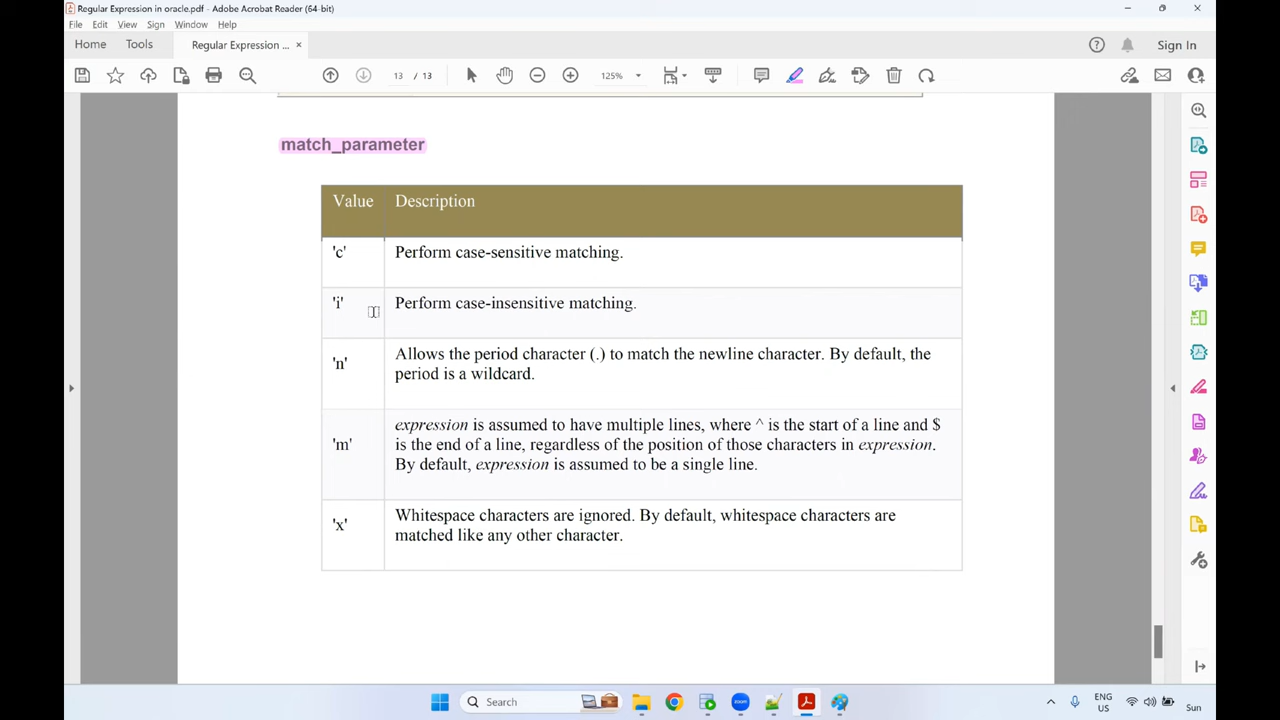 Regular Expression in oracle.pdf - Adobe Acrobat Reader (64-bit)
File Edit View Sign Window Help
Home Tools Regular Expression ... × Sign In
13 / 13 125%
match_parameter
Value Description
'c' Perform case-sensitive matching.
'i' Perform case-insensitive matching.
'n' Allows the period character (.) to match the newline character. By default, the
period is a wildcard.
'm' expression is assumed to have multiple lines, where ^ is the start of a line and $
is the end of a line, regardless of the position of those characters in expression.
By default, expression is assumed to be a single line.
'x' Whitespace characters are ignored. By default, whitespace characters are
matched like any other character.
Search
ENG
US
Sun